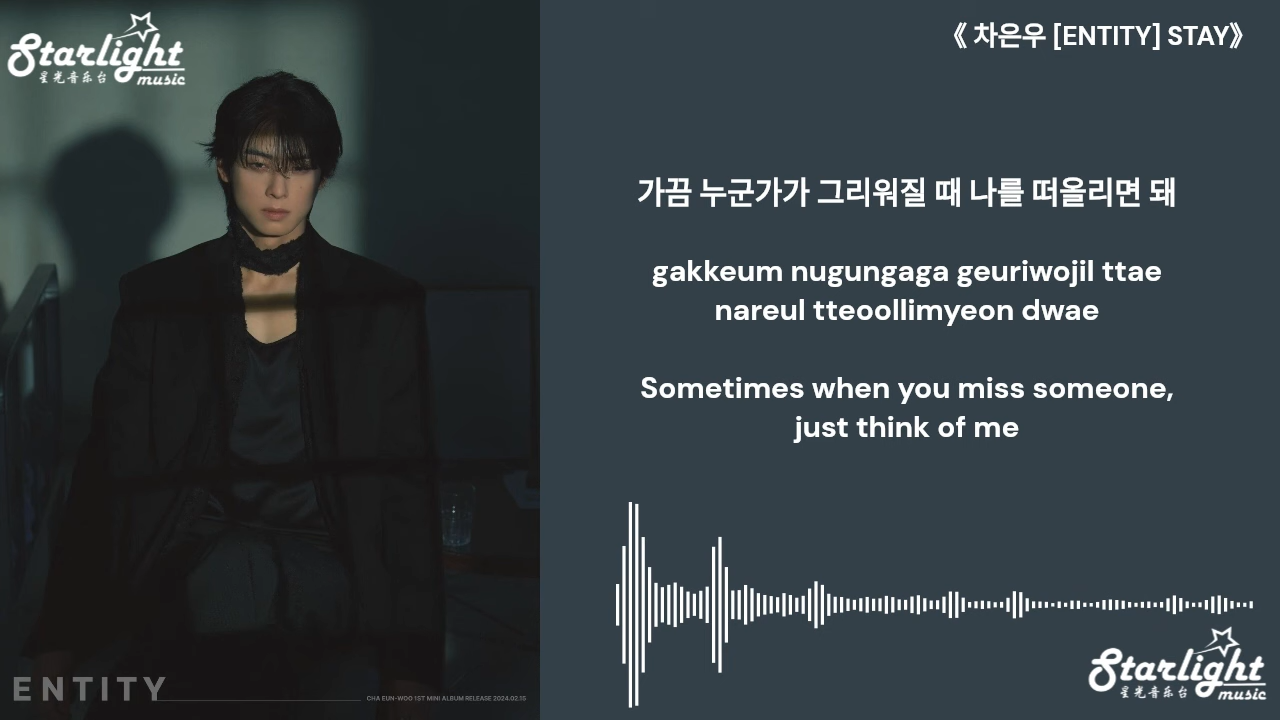 Starlight
星光音乐台 music
《 차은우 [ENTITY] STAY》
가끔 누군가가 그리워질 때 나를 떠올리면 돼
gakkeum nugungaga geuriwojil ttae
nareul tteoollimyeon dwae
Sometimes when you miss someone,
just think of me
ENTITY
CHA EUN-WOO 1ST MINI ALBUM RELEASE 2024.02.15
Starlight
星光音乐台 music